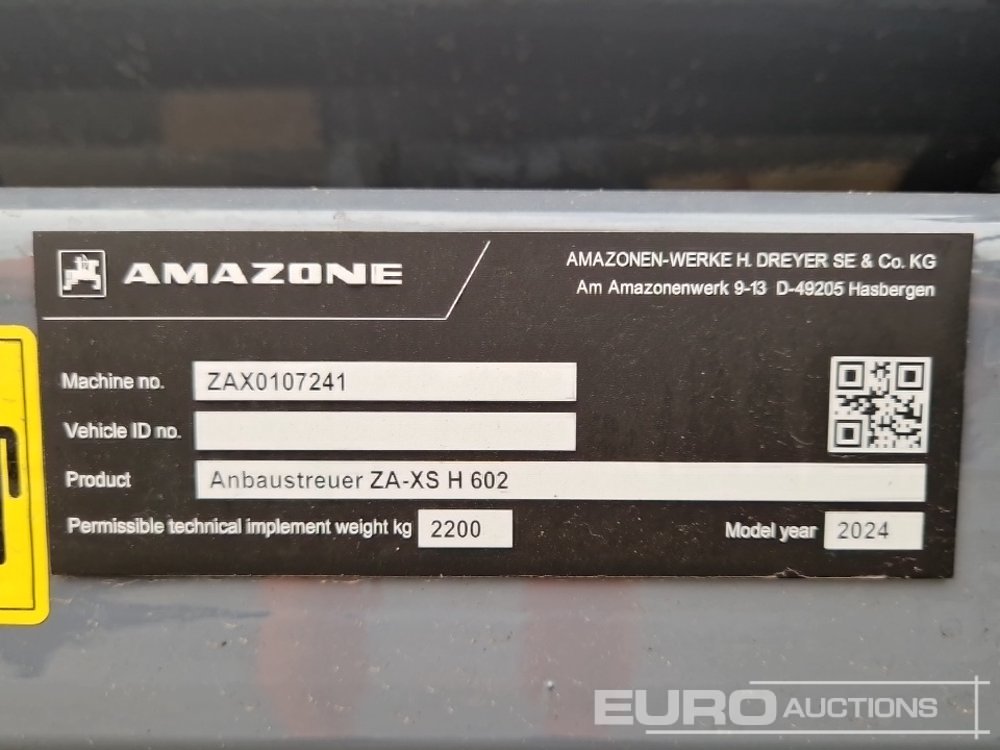 AMAZONE
AMAZONEN-WERKE H. DREYER SE & Co. KG
Am Amazonenwerk 9-13 D-49205 Hasbergen
Machine no. ZAX0107241
Vehicle ID no.
Product Anbaustreuer ZA-XS H 602
Permissible technical implement weight kg 2200
Model year 2024
EURO AUCTIONS